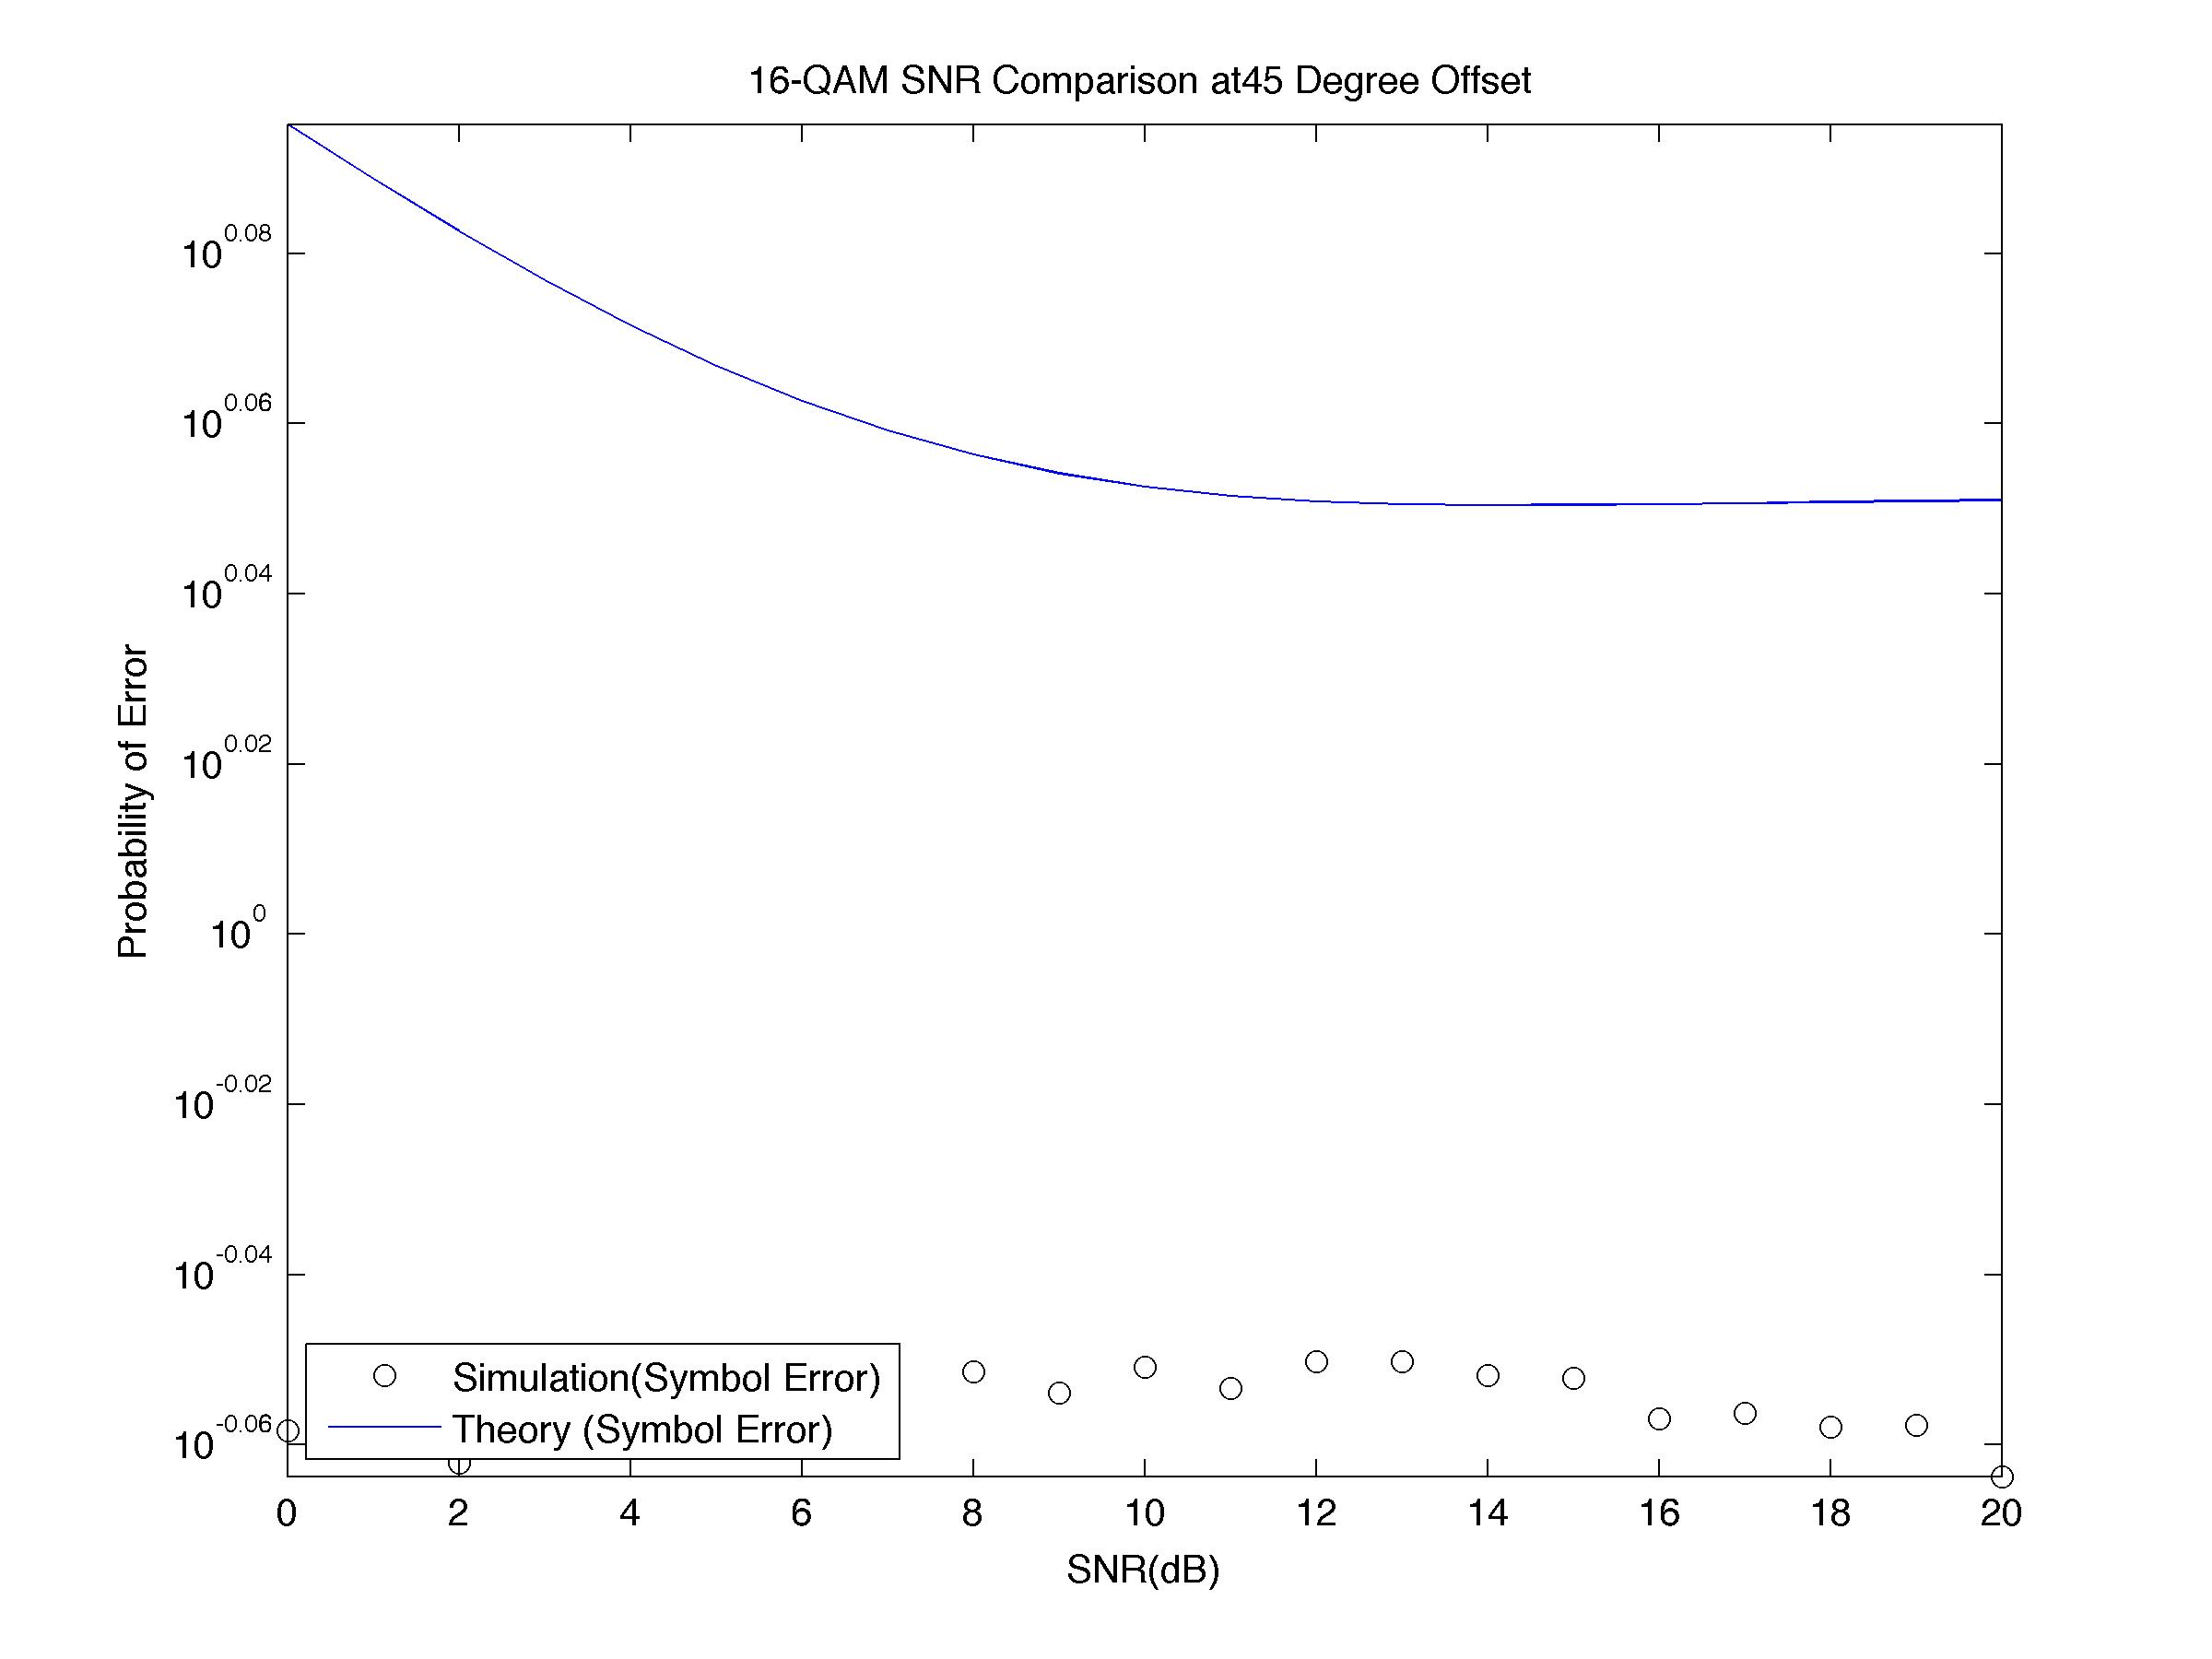 16-QAM SNR Comparison at45 Degree Offset
10^0.08
10^0.06
10^0.04
10^0.02
10^0
10^-0.02
10^-0.04
10^-0.06
Probability of Error
Simulation(Symbol Error)
Theory (Symbol Error)
0 2 4 6 8 10 12 14 16 18 20
SNR(dB)